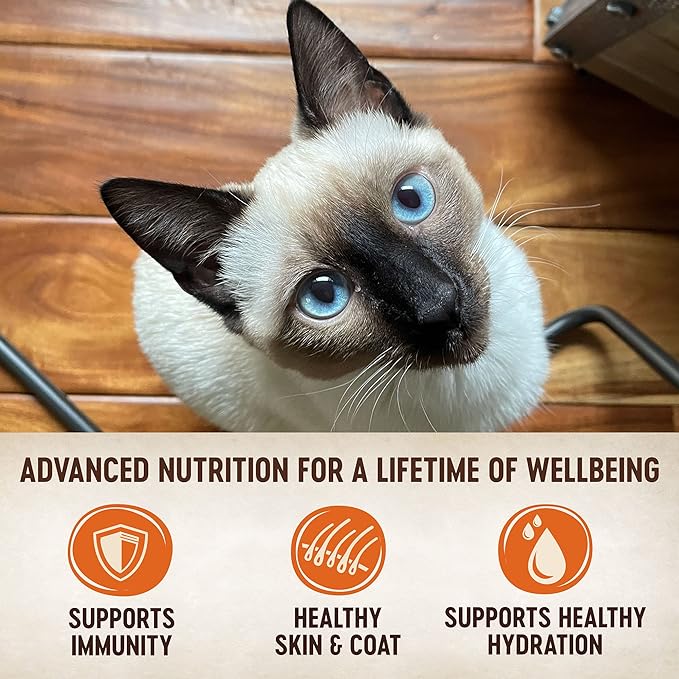 ADVANCED NUTRITION FOR A LIFETIME OF WELLBEING
SUPPORTS
IMMUNITY
HEALTHY
SKIN & COAT
SUPPORTS HEALTHY
HYDRATION